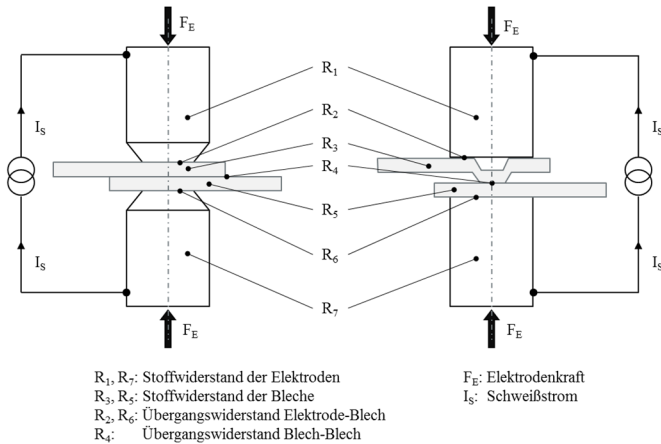 F_E
F_E
R_1
R_2
I_S
R_3
I_S
R_4
R_5
I_S
R_6
I_S
R_7
F_E
F_E
R_1, R_7: Stoffwiderstand der Elektroden
R_3, R_5: Stoffwiderstand der Bleche
R_2, R_6: Übergangswiderstand Elektrode-Blech
R_4: Übergangswiderstand Blech-Blech
F_E: Elektrodenkraft
I_S: Schweißstrom